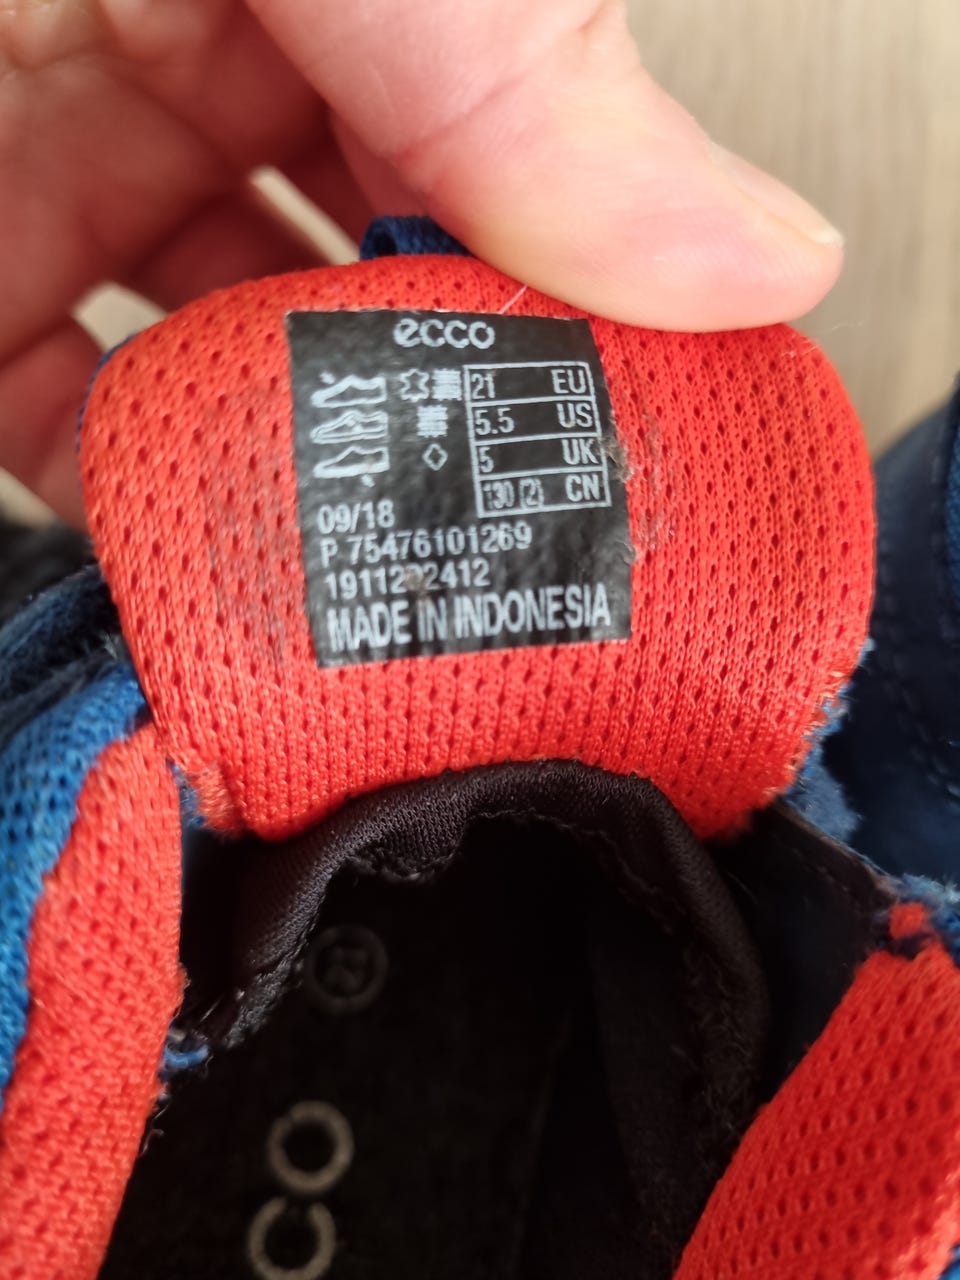 ecco
21 EU
5.5 US
5 UK
130 (2) CN
09/18
P 75476101269
MADE IN INDONESIA